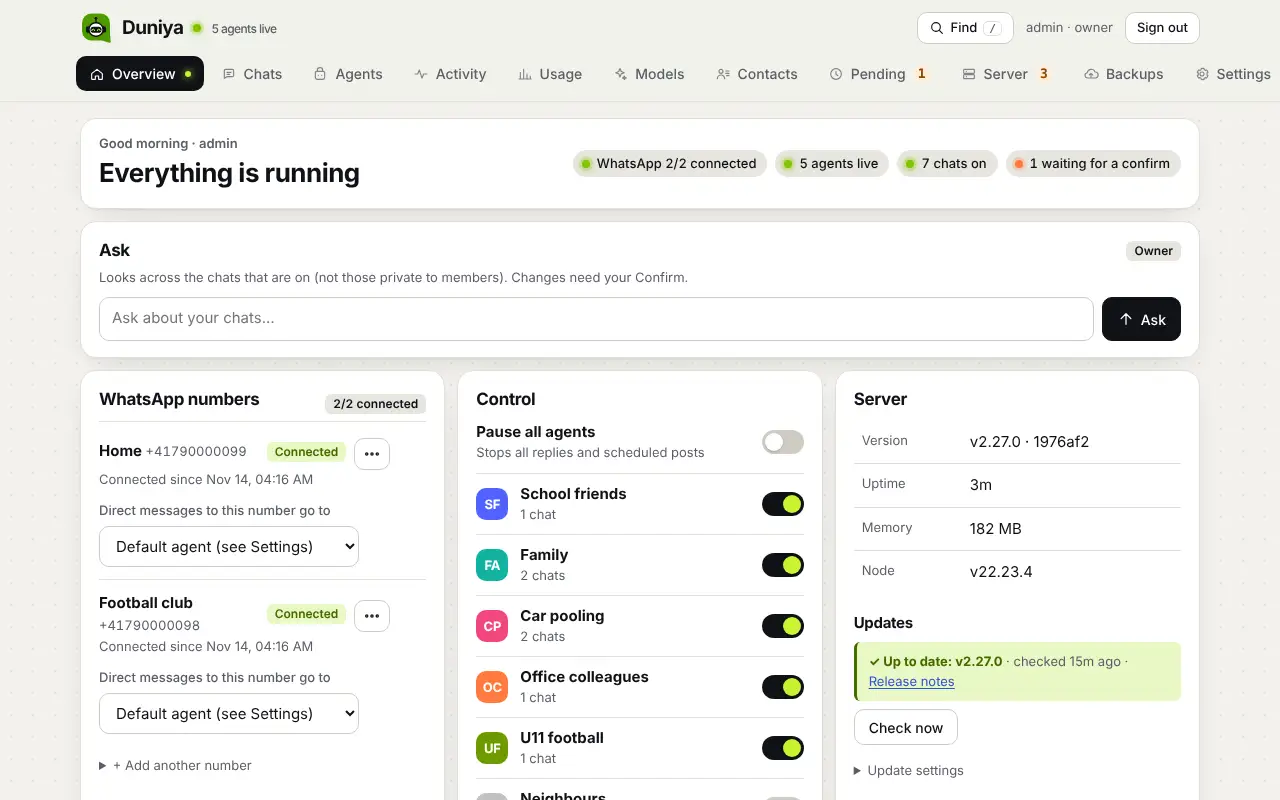 Duniya
5 agents live
Find /
admin · owner
Sign out
Overview
Chats
Agents
Activity
Usage
Models
Contacts
Pending 1
Server 3
Backups
Settings
Good morning · admin
Everything is running
WhatsApp 2/2 connected
5 agents live
7 chats on
1 waiting for a confirm
Ask
Owner
Looks across the chats that are on (not those private to members). Changes need your Confirm.
Ask about your chats...
Ask
WhatsApp numbers
2/2 connected
Home +41790000099
Connected
Connected since Nov 14, 04:16 AM
Direct messages to this number go to
Default agent (see Settings)
Football club
+41790000098
Connected
Connected since Nov 14, 04:16 AM
Direct messages to this number go to
Default agent (see Settings)
+ Add another number
Control
Pause all agents
Stops all replies and scheduled posts
SF
School friends
1 chat
FA
Family
2 chats
CP
Car pooling
2 chats
OC
Office colleagues
1 chat
UF
U11 football
1 chat
Neighbours
Server
Version v2.27.0 · 1976af2
Uptime 3m
Memory 182 MB
Node v22.23.4
Updates
✓ Up to date: v2.27.0 · checked 15m ago ·
Release notes
Check now
Update settings